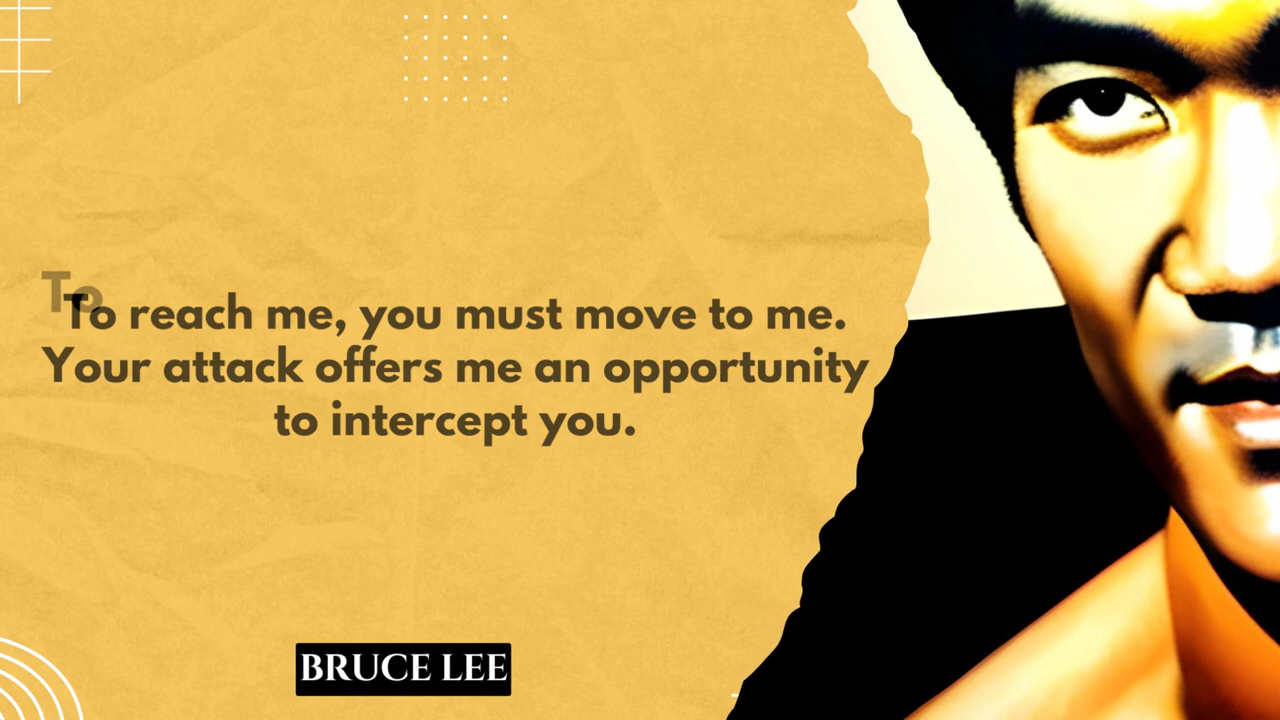 To
To reach me, you must move to me.
Your attack offers me an opportunity
to intercept you.
BRUCE LEE